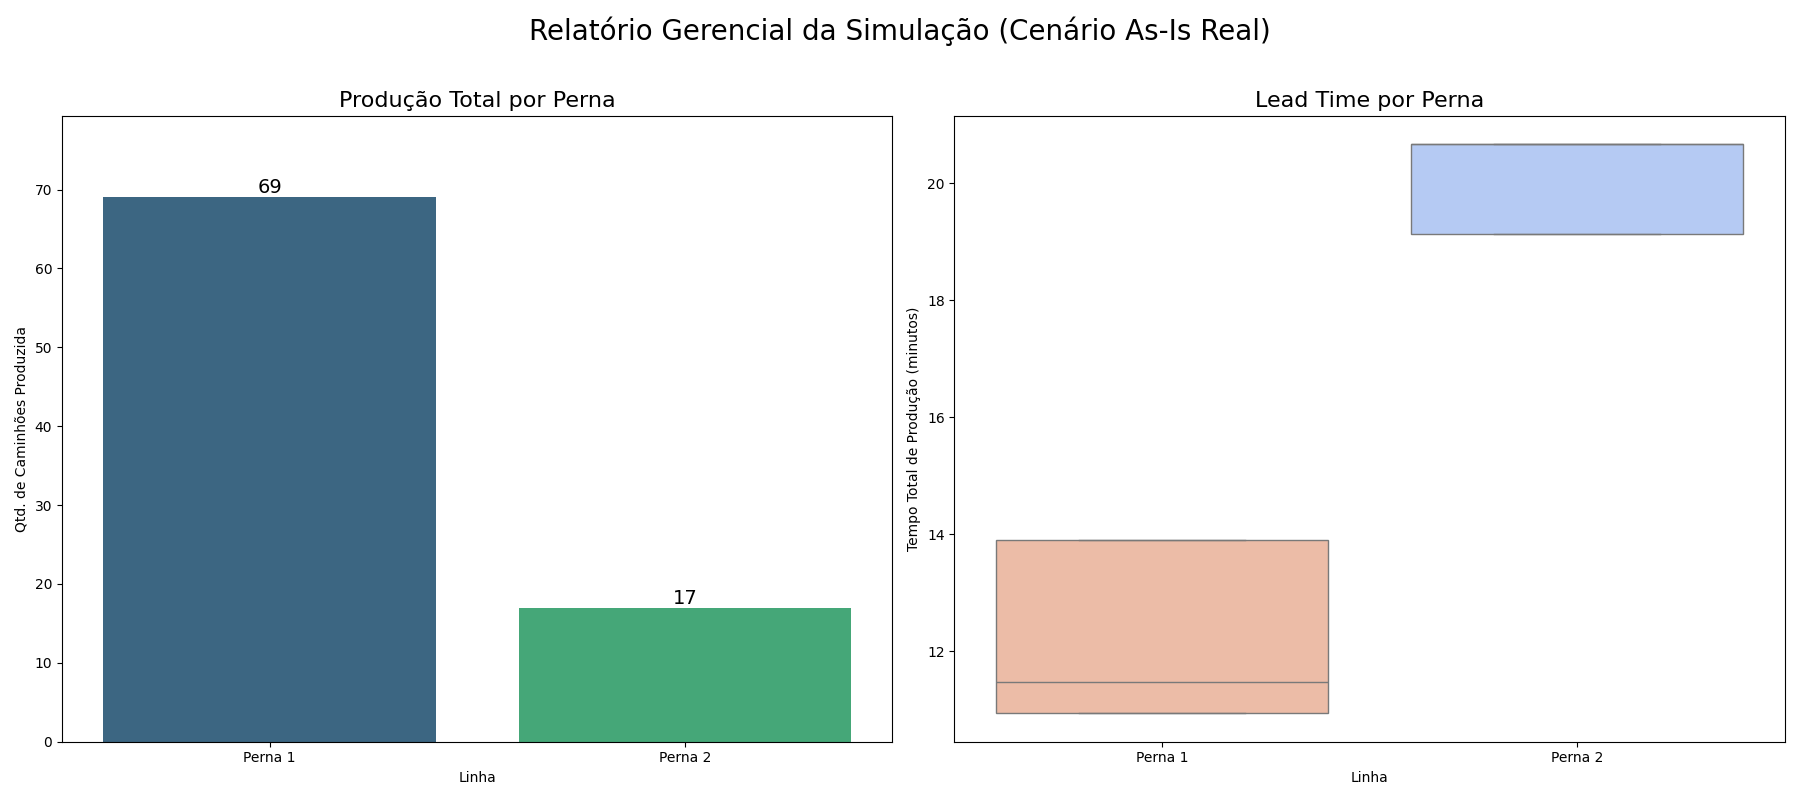 Relatório Gerencial da Simulação (Cenário As-Is Real)
Produção Total por Perna
Qtd. de Caminhões Produzida
70
60
50
40
30
20
10
0
69
17
Perna 1
Perna 2
Linha
Lead Time por Perna
Tempo Total de Produção (minutos)
20
18
16
14
12
Perna 1
Perna 2
Linha